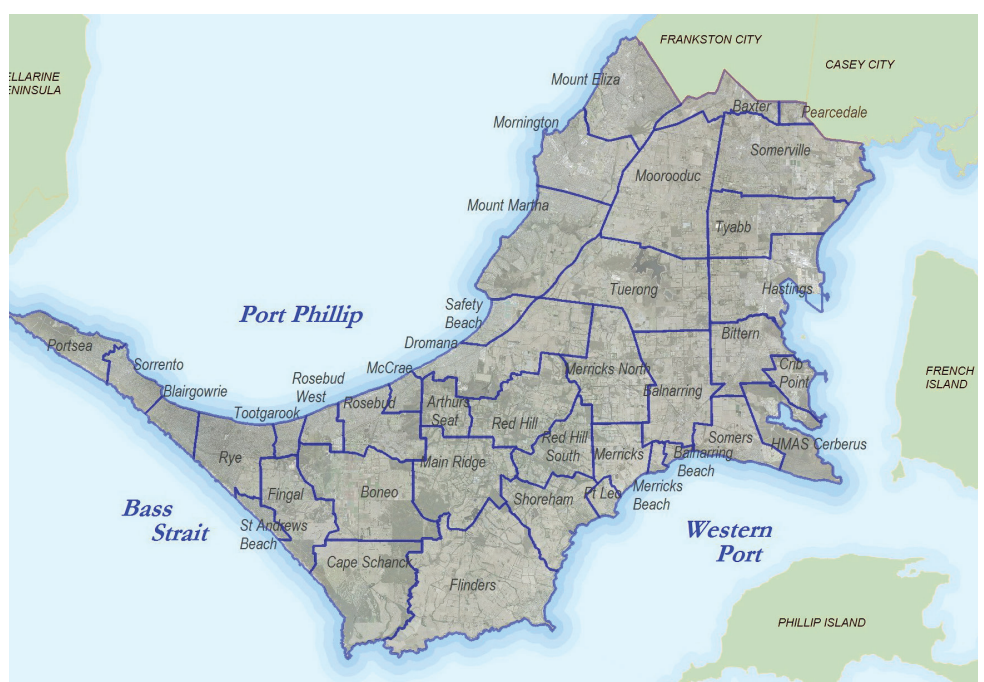 FRANKSTON CITY
CASEY CITY
ELLARINE
ENINSULA
Mount Eliza
Baxter
Pearcedale
Mornington
Somerville
Moorooduc
Mount Martha
Tyabb
Tuerong
Hastings
Safety
Beach
Port Phillip
Dromana
Bittern
Portsea
Sorrento
McCrae
Merricks North
Crib
Point
FRENCH
ISLAND
Blairgowrie
Rosebud
West
Rosebud
Arthurs
Seat
Balnarring
Tootgarook
Red Hill
Red Hill
South
Somers
HMAS Cerberus
Rye
Main Ridge
Merricks
Balnarring
Beach
Fingal
Boneo
Shoreham
Pt Leo
Merricks
Beach
Bass
Strait
St Andrews
Beach
Western
Port
Cape Schanck
Flinders
PHILLIP ISLAND